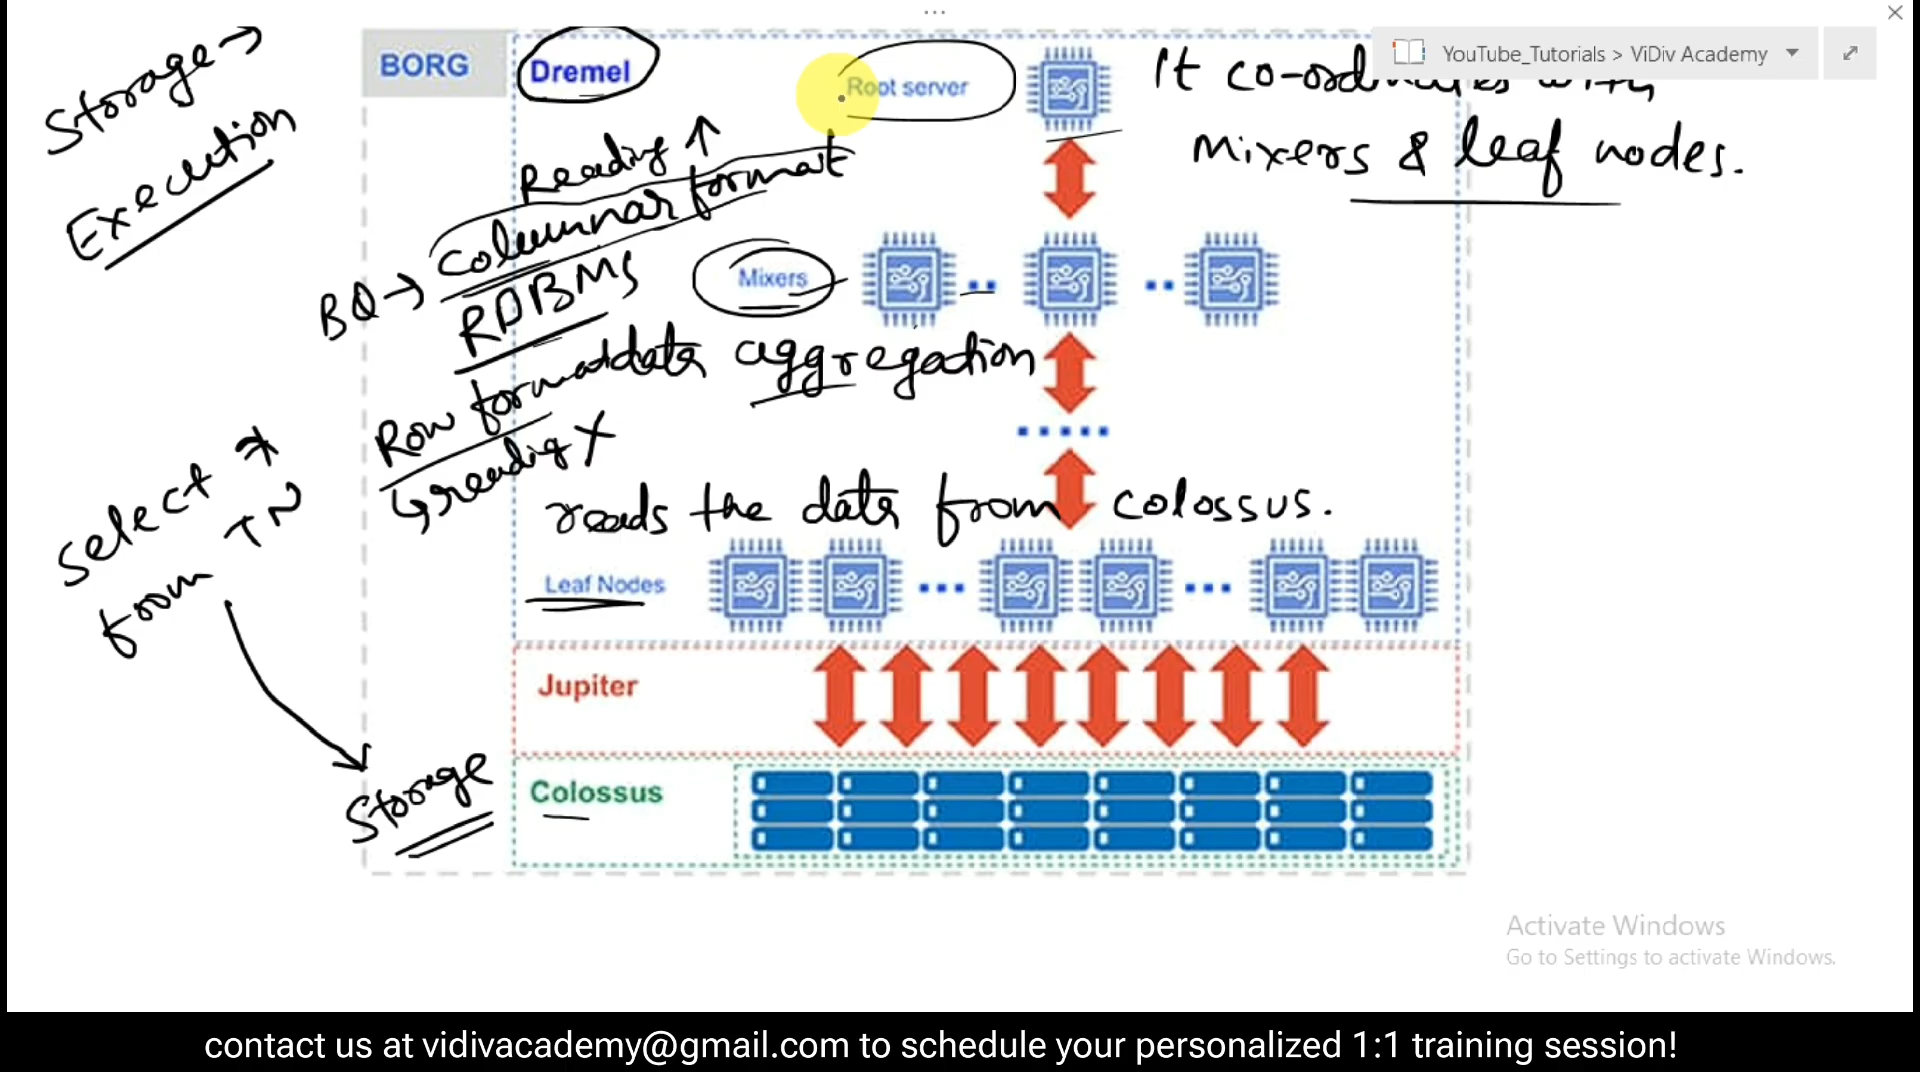 YouTube_Tutorials > ViDiv Academy
BORG
Dremel
Root server
It co-ordinates with
Mixers & leaf nodes.
Storage →
Execution
Reading ↑
BQ → columnar format
RDBMS
Row format
↳ reading X
Mixers
data aggregation
Select *
from TN
reads the data from colossus.
Leaf Nodes
Jupiter
Storage
Colossus
Activate Windows
Go to Settings to activate Windows.
contact us at vidivacademy@gmail.com to schedule your personalized 1:1 training session!